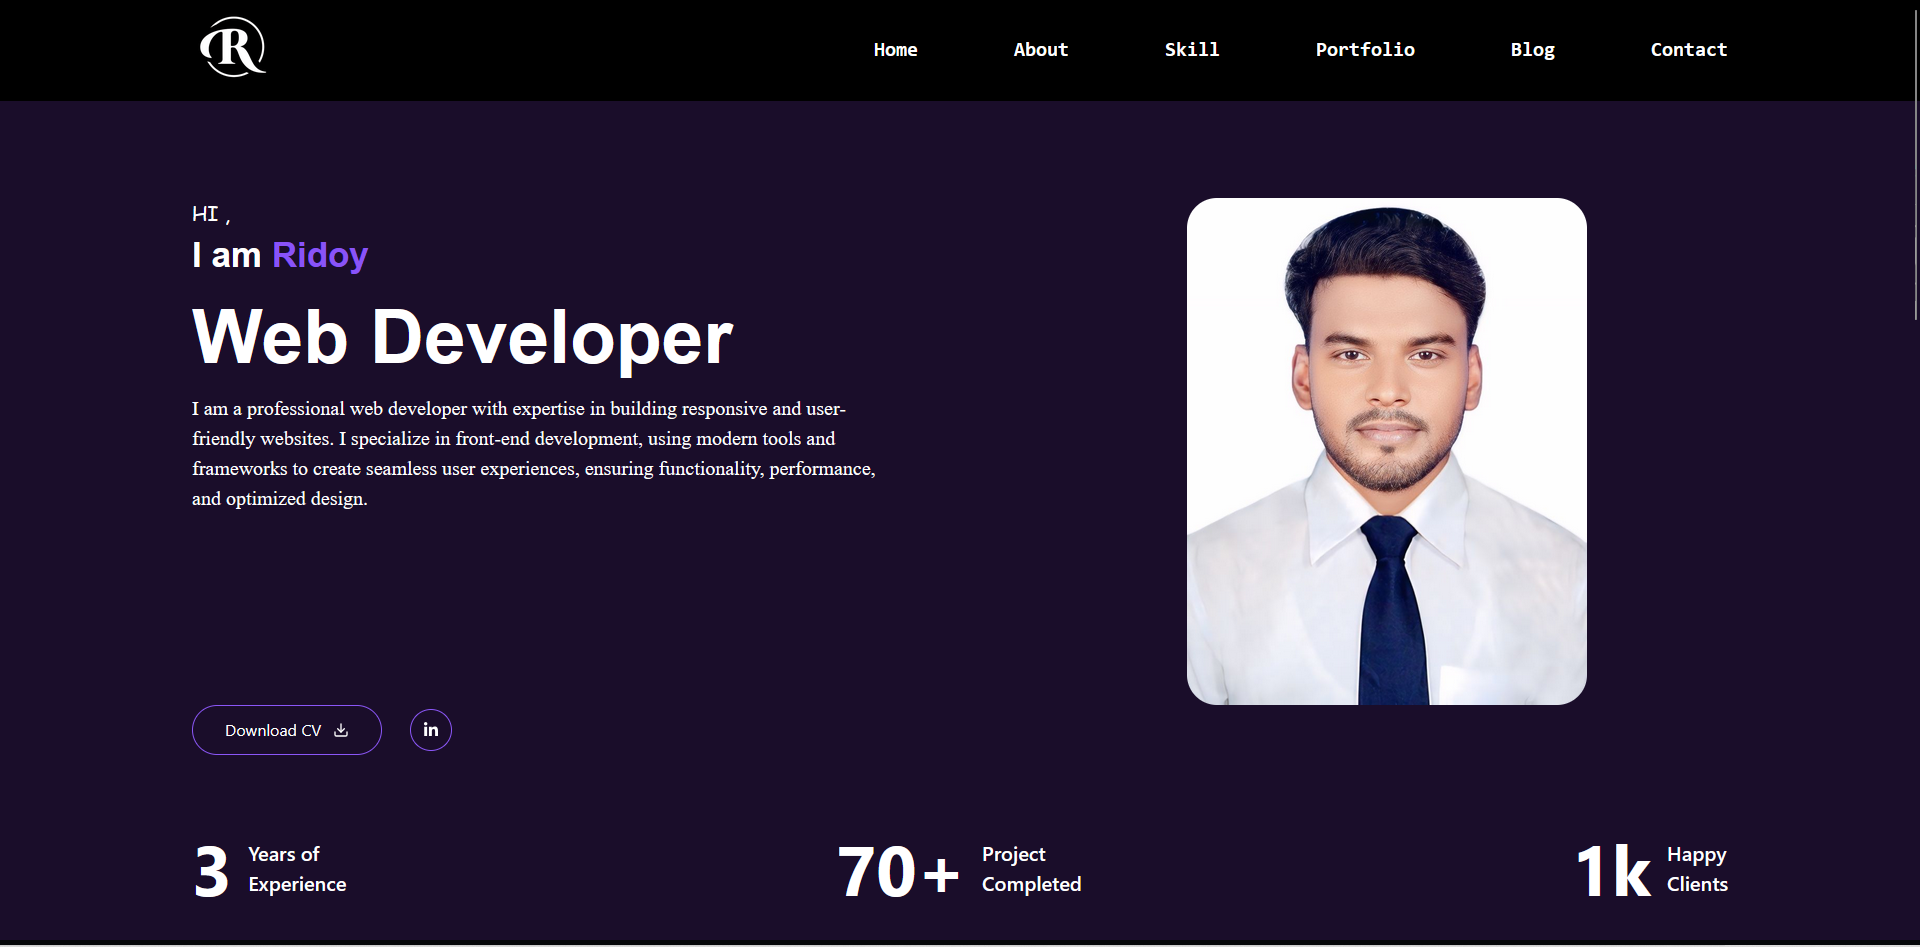 R
Home About Skill Portfolio Blog Contact
HI ,
I am Ridoy
Web Developer
I am a professional web developer with expertise in building responsive and user-
friendly websites. I specialize in front-end development, using modern tools and
frameworks to create seamless user experiences, ensuring functionality, performance,
and optimized design.
Download CV in
3 Years of
Experience
70+ Project
Completed
1k Happy
Clients